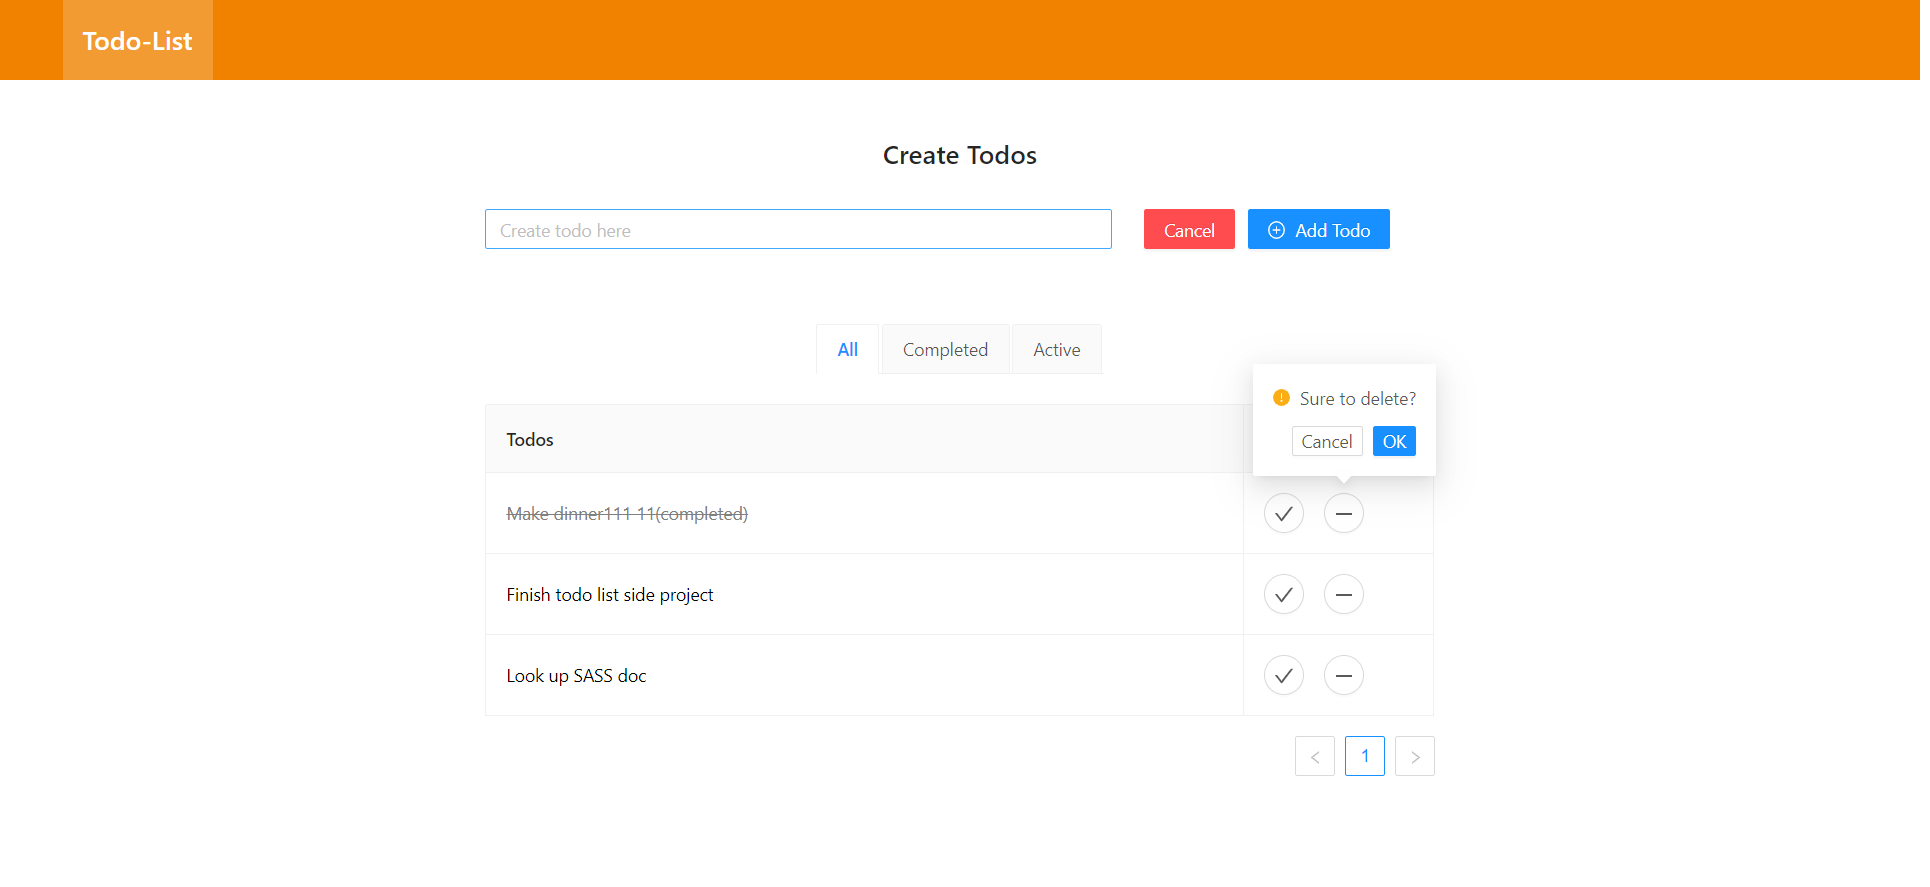 Todo-List
Create Todos
Create todo here
Cancel
Add Todo
All
Completed
Active
Sure to delete?
Cancel
OK
Todos
Make dinner111 11(completed)
Finish todo list side project
Look up SASS doc
< 1 >